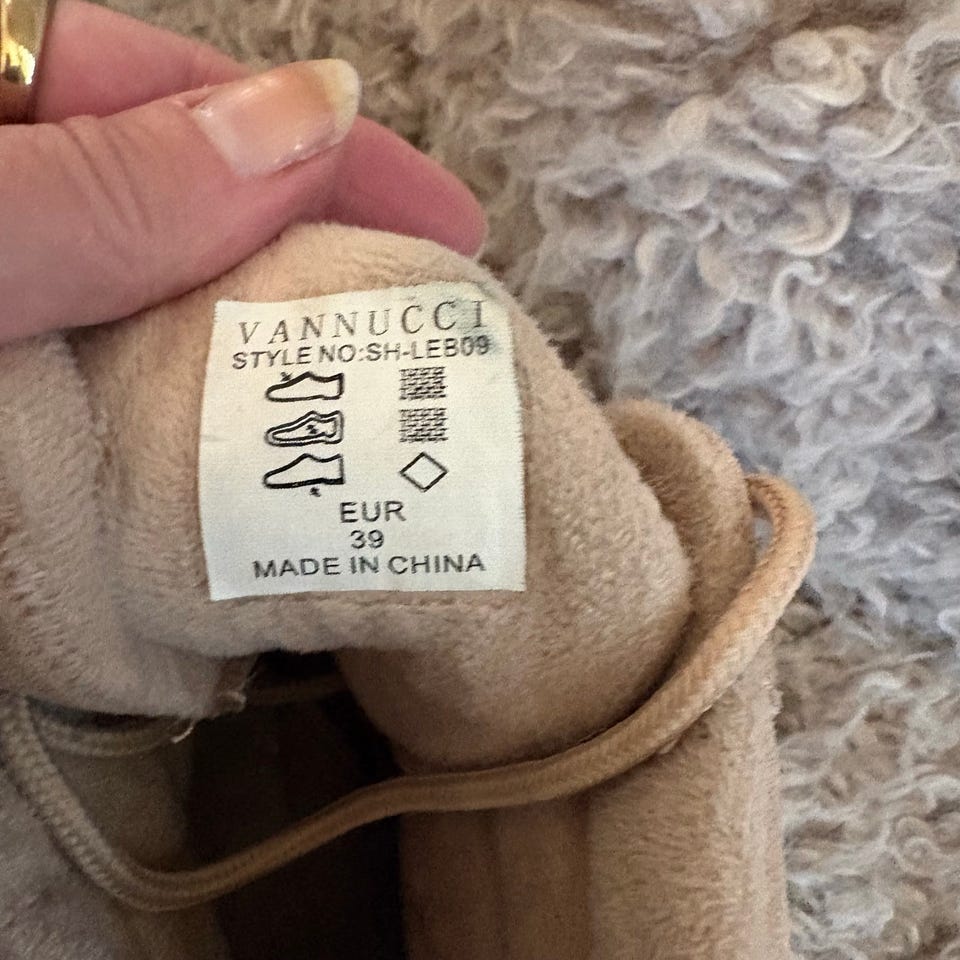 VANNUCCI
STYLE NO:SH-LEB09
EUR
39
MADE IN CHINA